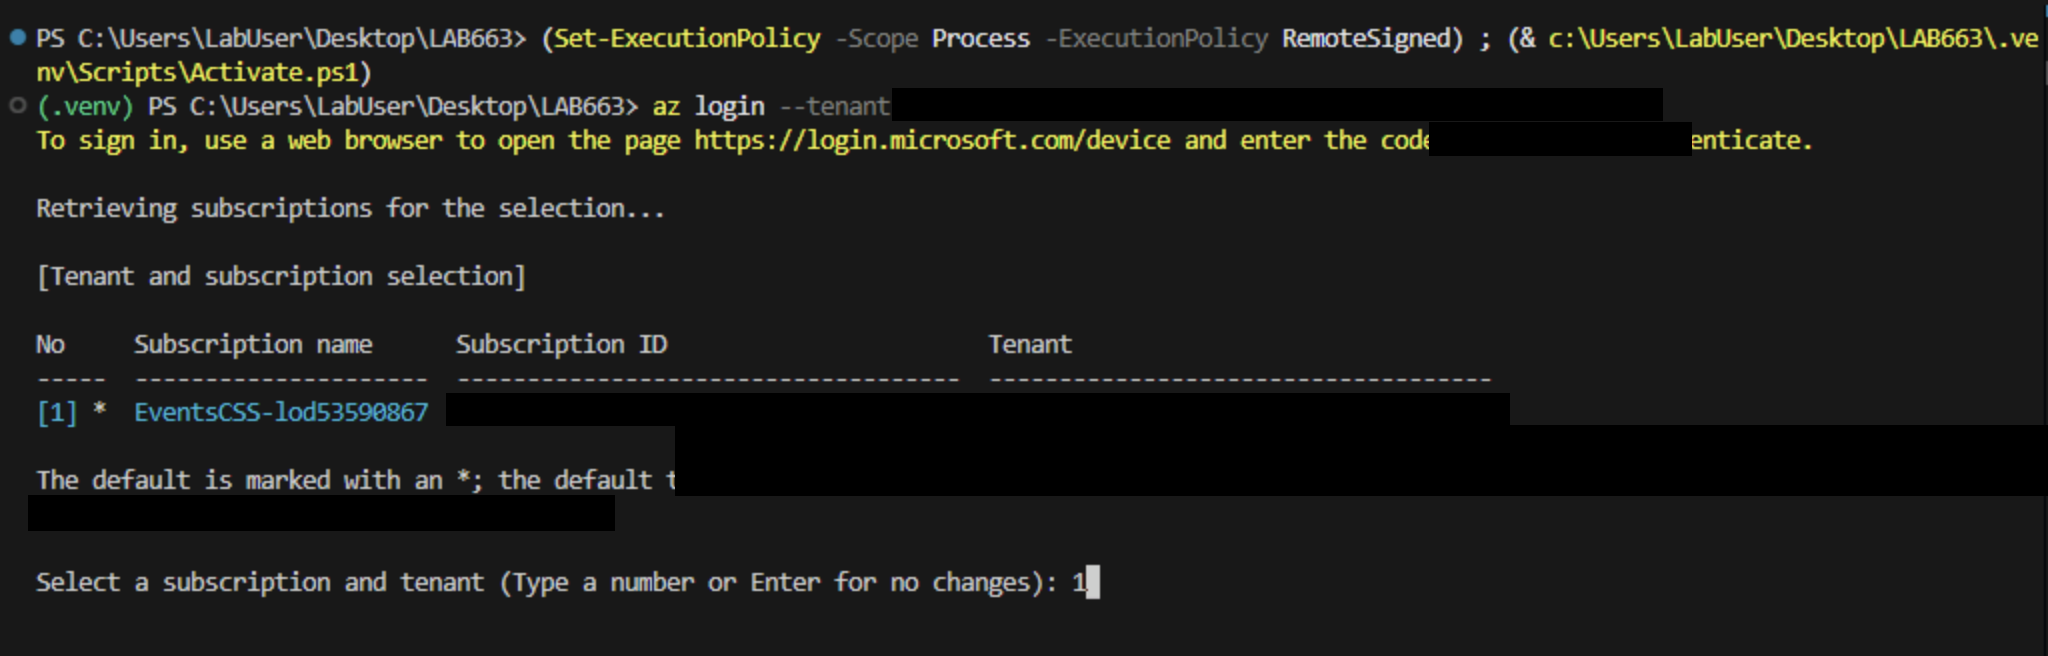 PS C:\Users\LabUser\Desktop\LAB663> (Set-ExecutionPolicy -Scope Process -ExecutionPolicy RemoteSigned) ; (& c:\Users\LabUser\Desktop\LAB663\.ve
nv\Scripts\Activate.ps1)
(.venv) PS C:\Users\LabUser\Desktop\LAB663> az login --tenant
To sign in, use a web browser to open the page https://login.microsoft.com/device and enter the code enticate.
Retrieving subscriptions for the selection...
[Tenant and subscription selection]
No Subscription name Subscription ID Tenant
----- --------------------- ------------------------------------ ------------------------------------
[1] * EventsCSS-lod53590867
The default is marked with an *; the default t
Select a subscription and tenant (Type a number or Enter for no changes): 1